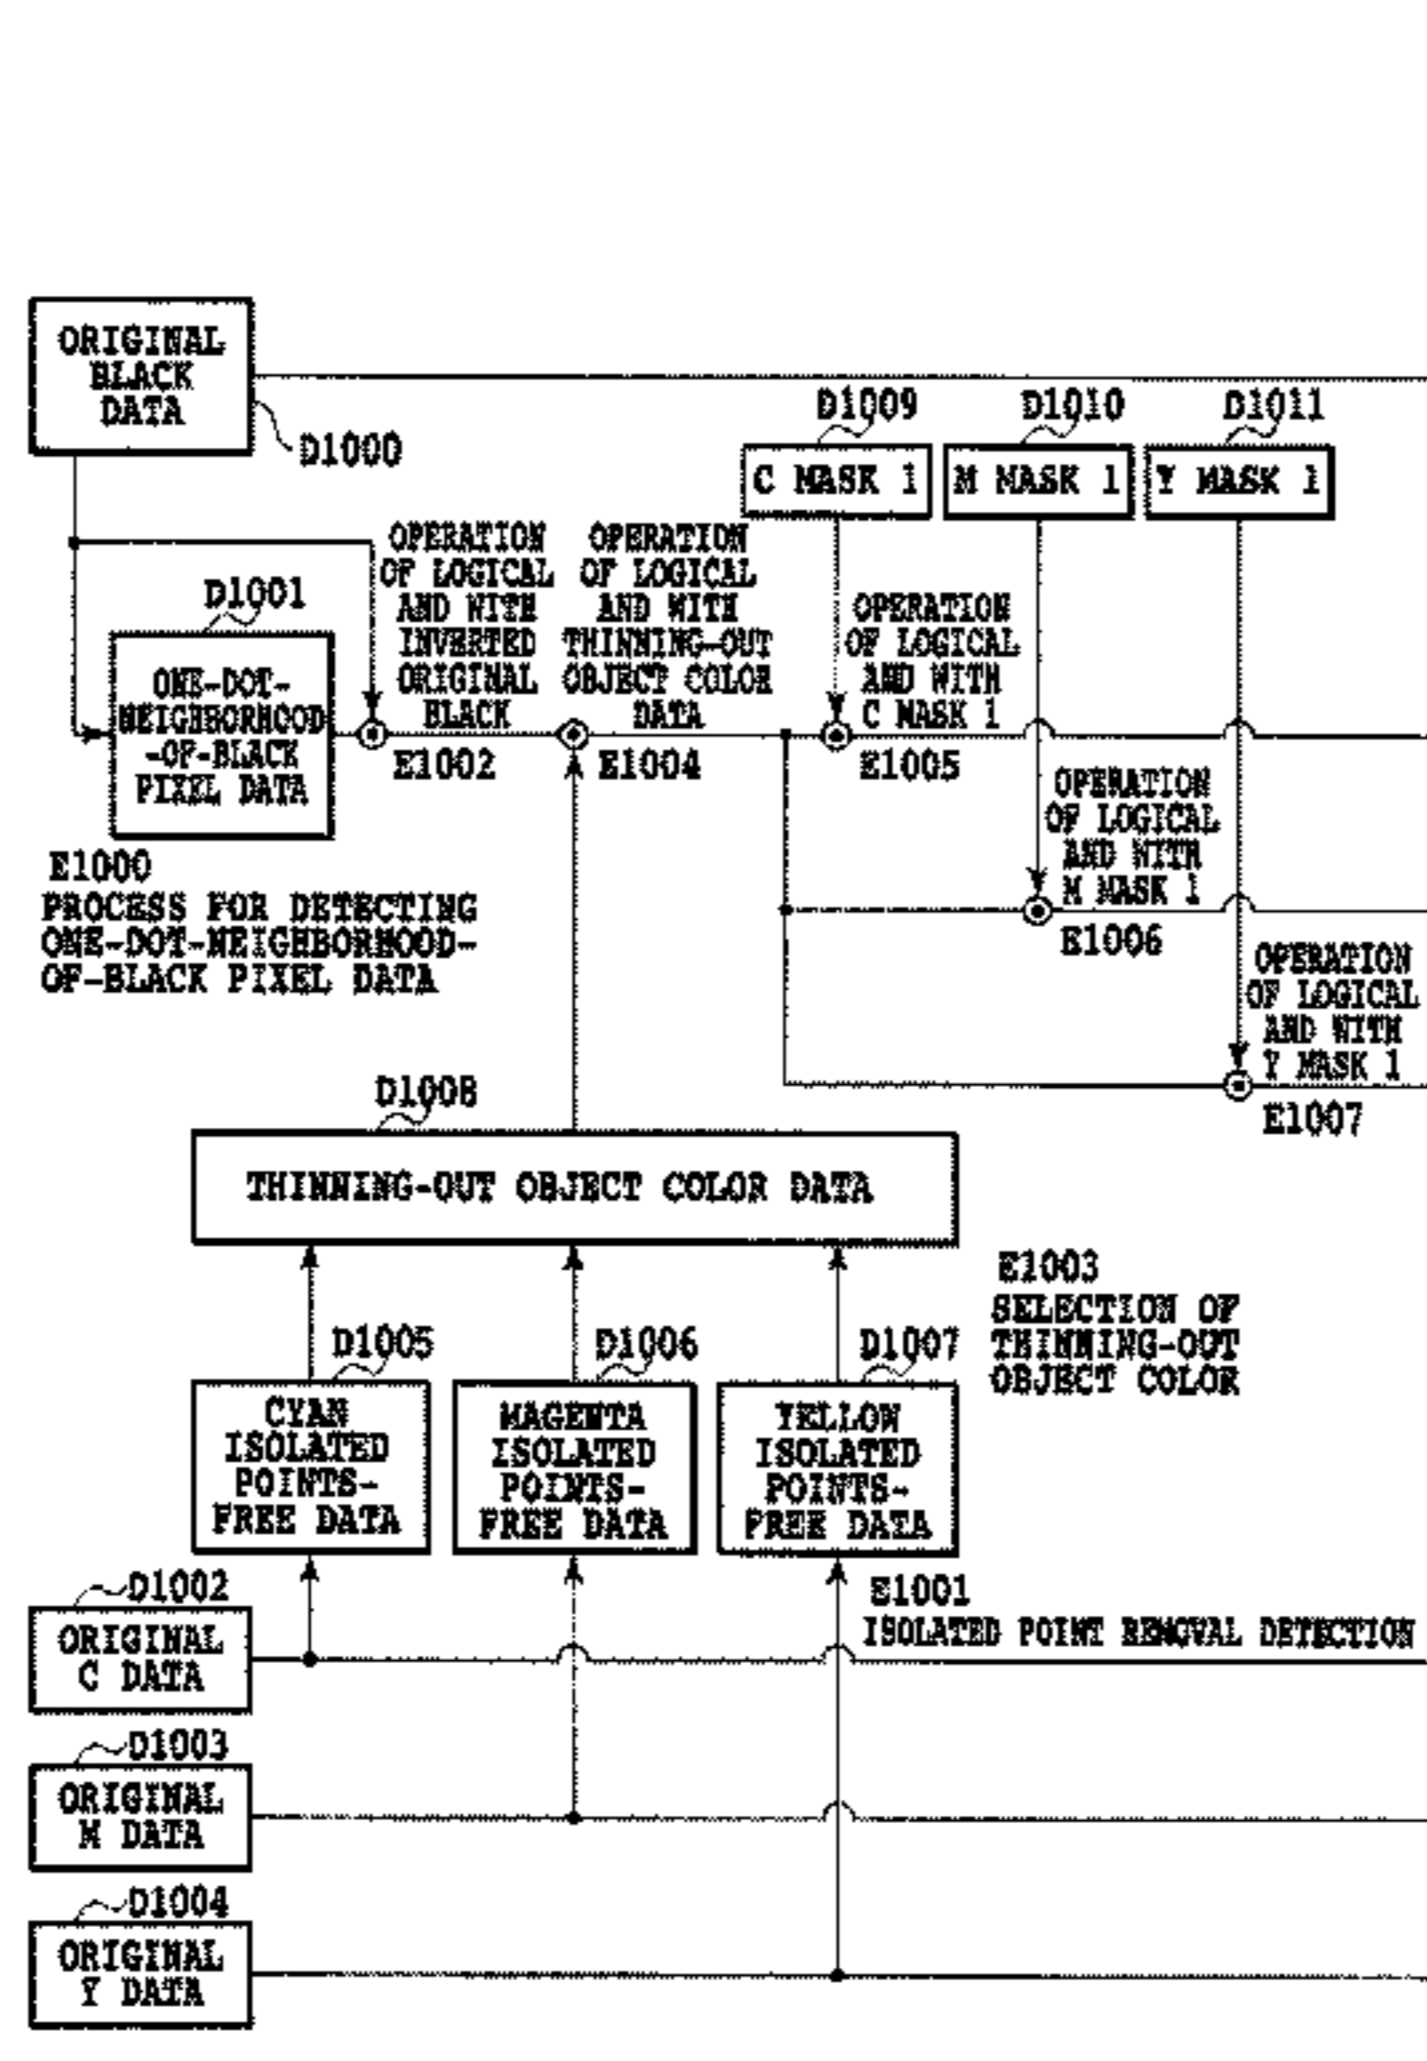 ORIGINAL
BLACK
DATA
D1000
D1009
D1010
D1011
C MASK 1
M MASK 1
Y MASK 1
D1001
ONE-DOT-
NEIGHBORHOOD
-OF-BLACK
PIXEL DATA
OPERATION
OF LOGICAL
AND WITH
INVERTED
ORIGINAL
BLACK
E1002
OPERATION
OF LOGICAL
AND WITH
THINNING-OUT
OBJECT COLOR
DATA
E1004
OPERATION
OF LOGICAL
AND WITH
C MASK 1
E1005
OPERATION
OF LOGICAL
AND WITH
M MASK 1
E1006
OPERATION
OF LOGICAL
AND WITH
Y MASK 1
E1007
E1000
PROCESS FOR DETECTING
ONE-DOT-NEIGHBORHOOD-
OF-BLACK PIXEL DATA
D1008
THINNING-OUT OBJECT COLOR DATA
E1003
SELECTION OF
THINNING-OUT
OBJECT COLOR
D1005
CYAN
ISOLATED
POINTS-
FREE DATA
D1006
MAGENTA
ISOLATED
POINTS-
FREE DATA
D1007
YELLOW
ISOLATED
POINTS-
FREE DATA
E1001
ISOLATED POINT REMOVAL DETECTION
D1002
ORIGINAL
C DATA
D1003
ORIGINAL
M DATA
D1004
ORIGINAL
Y DATA